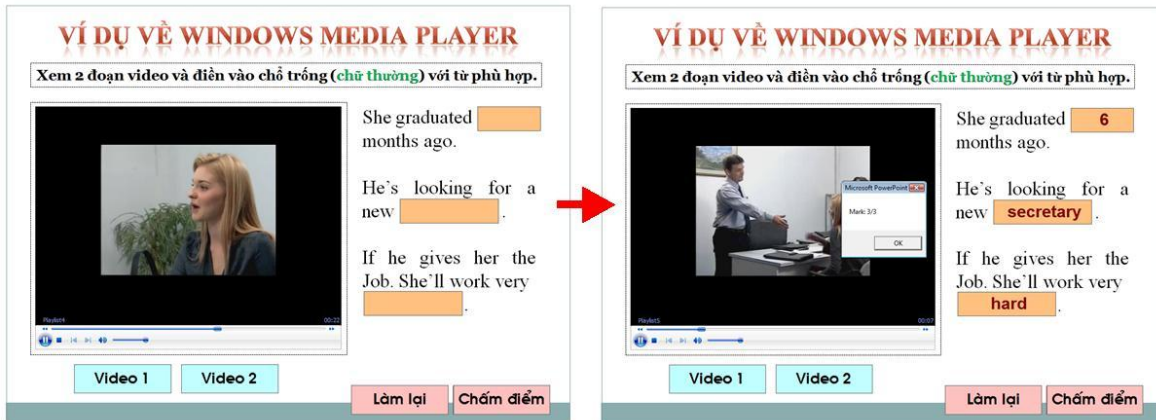 VÍ DỤ VỀ WINDOWS MEDIA PLAYER
Xem 2 đoạn video và điền vào chổ trống (chữ thường) với từ phù hợp.
She graduated
months ago.
He's looking for a
new .
If he gives her the
Job. She'll work very
.
Playlist4 00:22
Video 1 Video 2
Làm lại Chấm điểm
VÍ DỤ VỀ WINDOWS MEDIA PLAYER
Xem 2 đoạn video và điền vào chổ trống (chữ thường) với từ phù hợp.
She graduated 6
months ago.
He's looking for a
new secretary .
If he gives her the
Job. She'll work very
hard .
Microsoft PowerPoint
Mark: 3/3
OK
Playlist5 00:07
Video 1 Video 2
Làm lại Chấm điểm